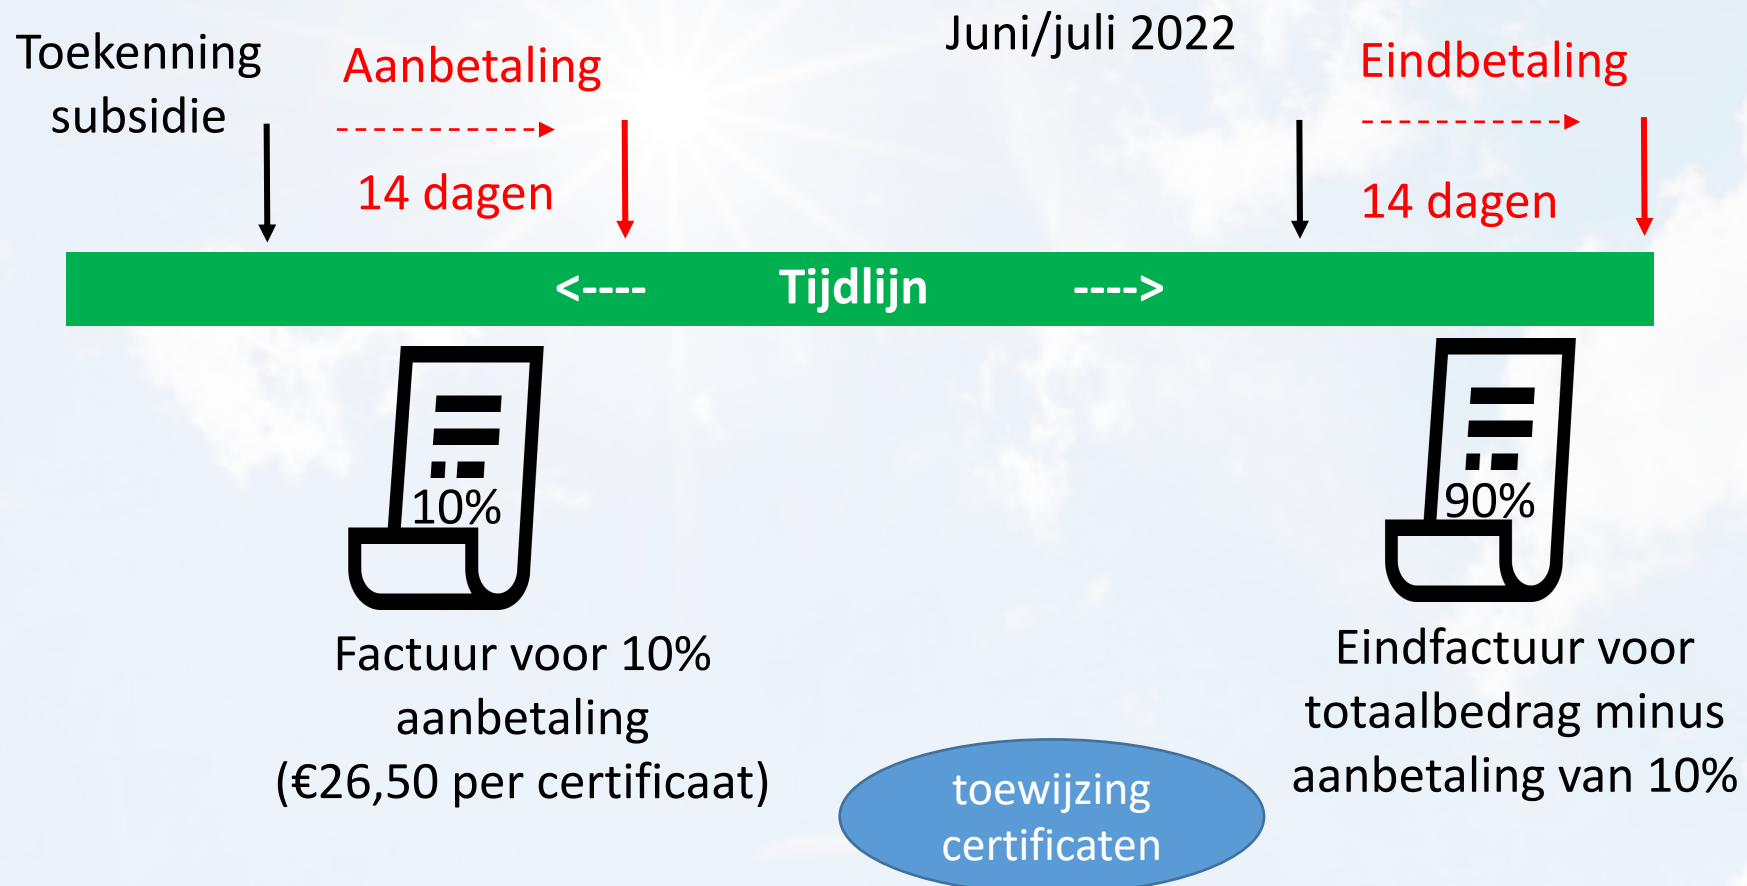 Toekenning
subsidie
Aanbetaling
14 dagen
Juni/juli 2022
Eindbetaling
14 dagen
<---- Tijdlijn ---->
10%
90%
Factuur voor 10%
aanbetaling
(€26,50 per certificaat)
toewijzing
certificaten
Eindfactuur voor
totaalbedrag minus
aanbetaling van 10%